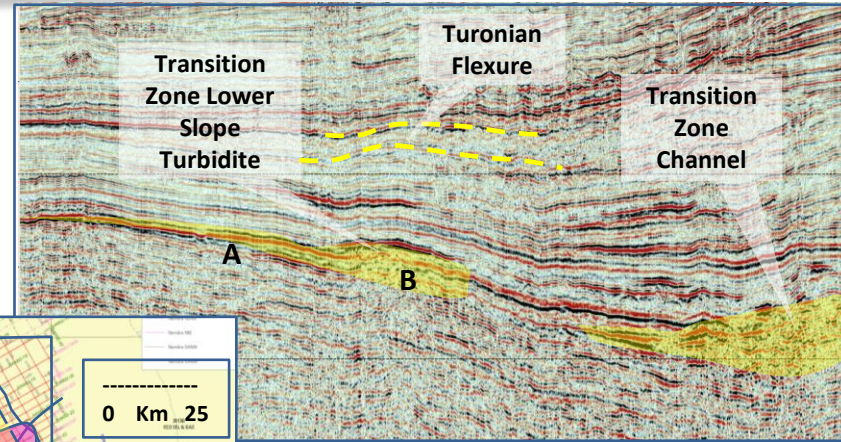 Transition
Zone Lower
Slope
Turbidite
Turonian
Flexure
Transition
Zone
Channel
A
B
-------------
0 Km 25